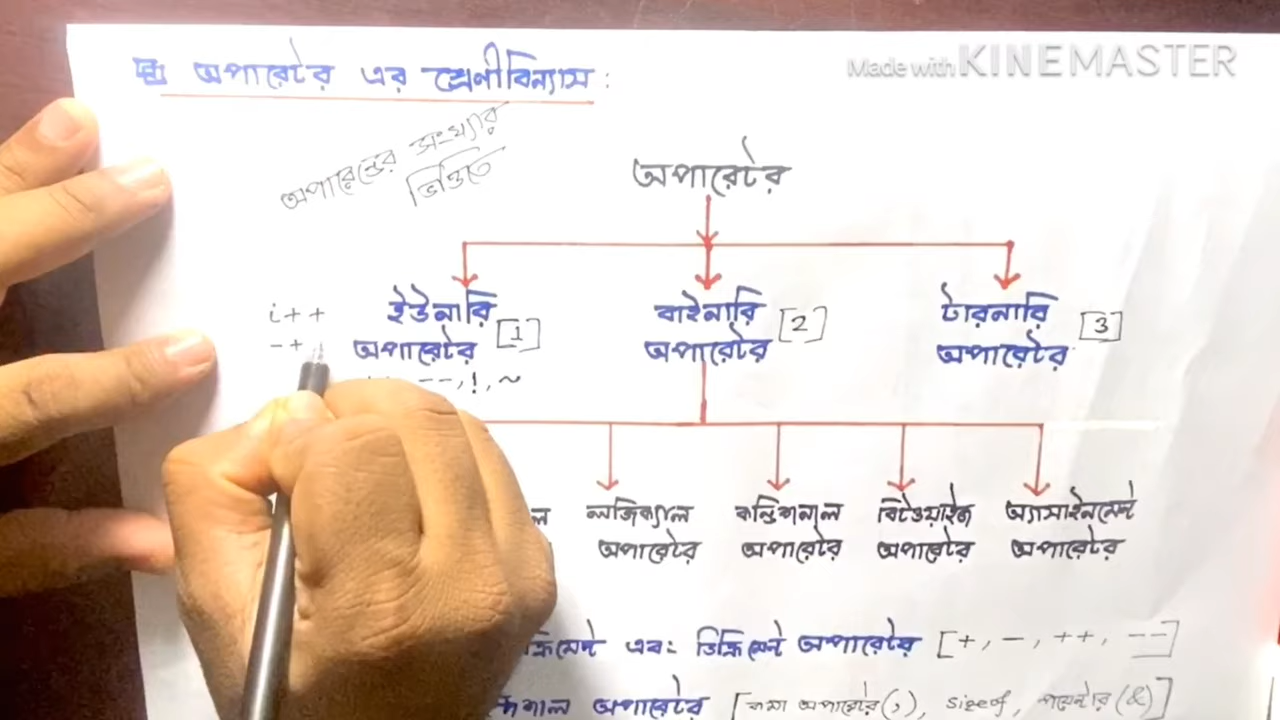 অপারেটর এর শ্রেণীবিন্যাস:
Made with KINEMASTER
অপারেন্ডের সংখ্যার
ভিত্তিতে
অপারেটর
i++
-+
ইউনারি
অপারেটর [1]
--, !, ~
বাইনারি
অপারেটর [2]
টারনারি
অপারেটর [3]
লজিক্যাল
অপারেটর
কন্ডিশনাল
অপারেটর
বিটওয়াইজ
অপারেটর
অ্যাসাইনমেন্ট
অপারেটর
এবং ডিক্রিমেন্ট অপারেটর [+, -, ++, --]
অপারেটর [কমা অপারেটর (,), sizeof, পয়েন্টার (&)]